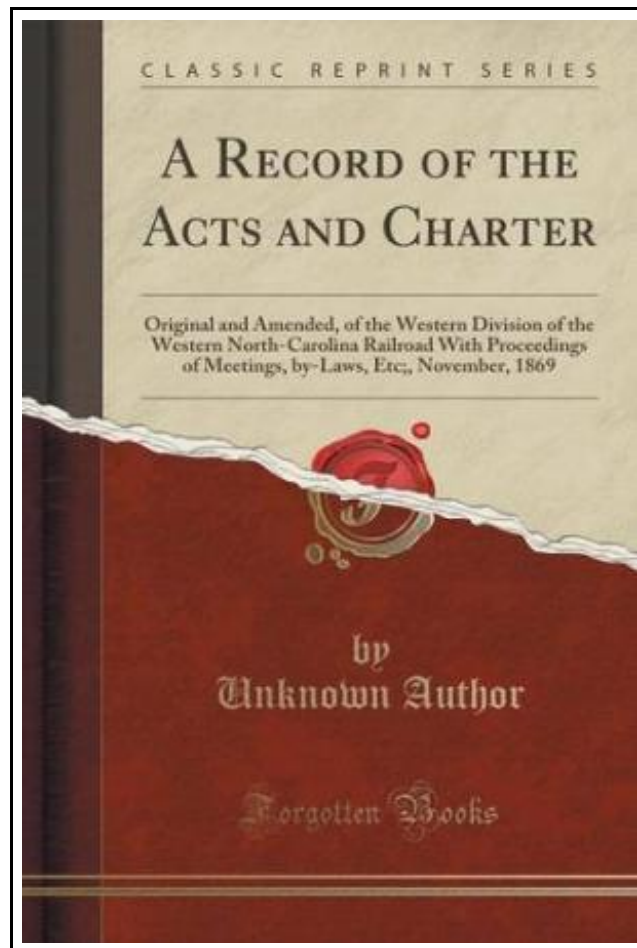 CLASSIC REPRINT SERIES
A RECORD OF THE
ACTS AND CHARTER
Original and Amended, of the Western Division of the
Western North-Carolina Railroad With Proceedings
of Meetings, by-Laws, Etc;, November, 1869
by
Unknown Author
Forgotten Books